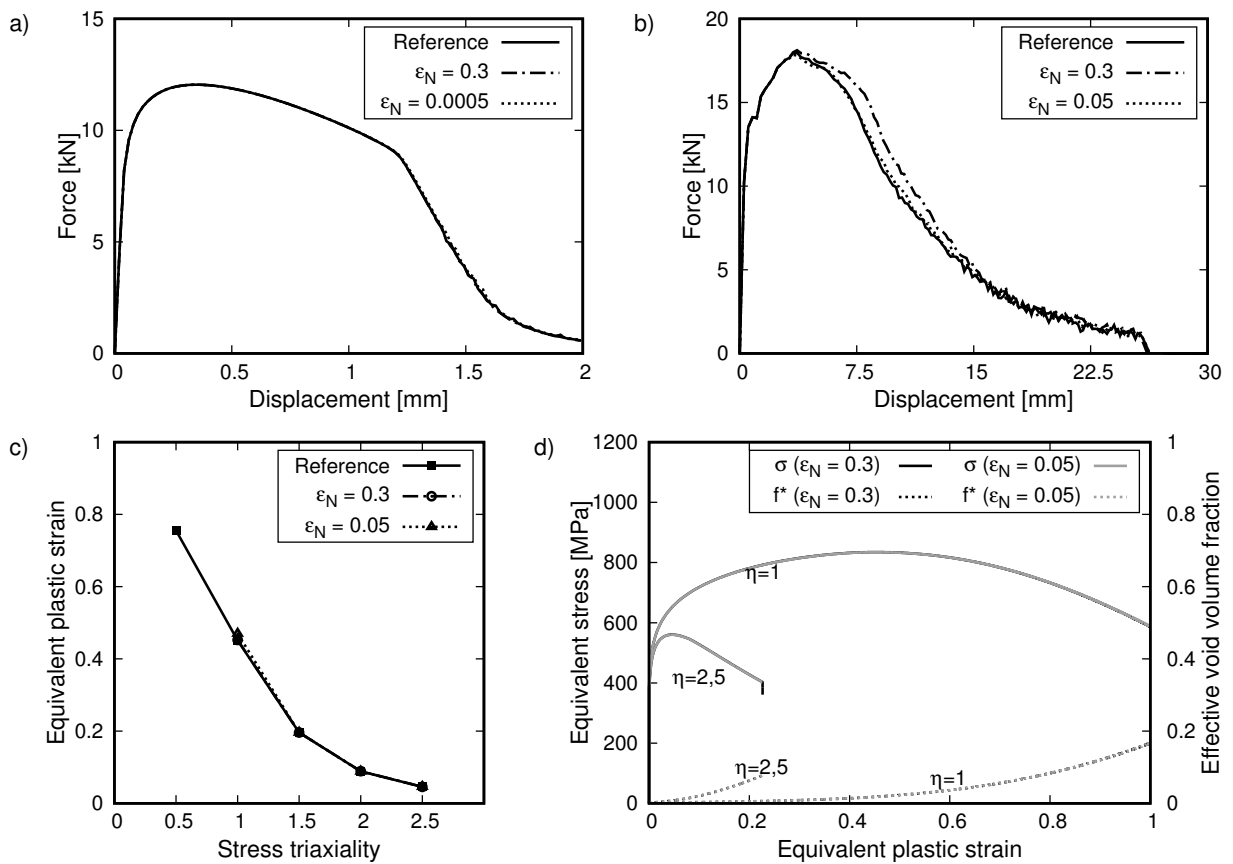 a)
15
10
5
0
Force [kN]
Reference
εN = 0.3
εN = 0.0005
0 0.5 1 1.5 2
Displacement [mm]
b)
20
15
10
5
0
Force [kN]
Reference
εN = 0.3
εN = 0.05
0 7.5 15 22.5 30
Displacement [mm]
c)
1
0.8
0.6
0.4
0.2
0
Equivalent plastic strain
Reference
εN = 0.3
εN = 0.05
0 0.5 1.0 1.5 2.0 2.5
Stress triaxiality
d)
1200
1000
800
600
400
200
0
Equivalent stress [MPa]
σ (εN = 0.3) σ (εN = 0.05)
f* (εN = 0.3) f* (εN = 0.05)
η=1
η=2,5
η=2,5
η=1
1
0.8
0.6
0.4
0.2
0
Effective void volume fraction
0 0.2 0.4 0.6 0.8 1
Equivalent plastic strain